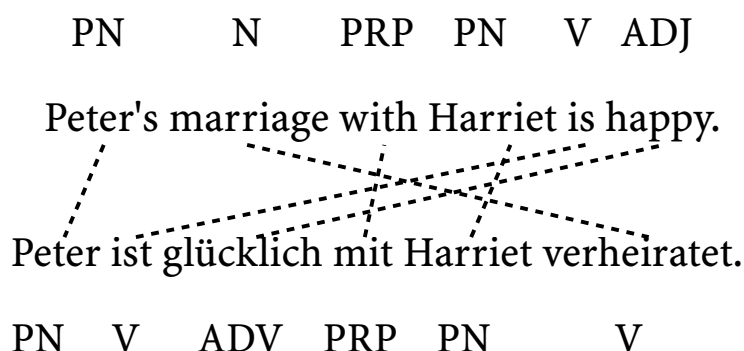 PN N PRP PN V ADJ
Peter's marriage with Harriet is happy.
Peter ist glücklich mit Harriet verheiratet.
PN V ADV PRP PN V